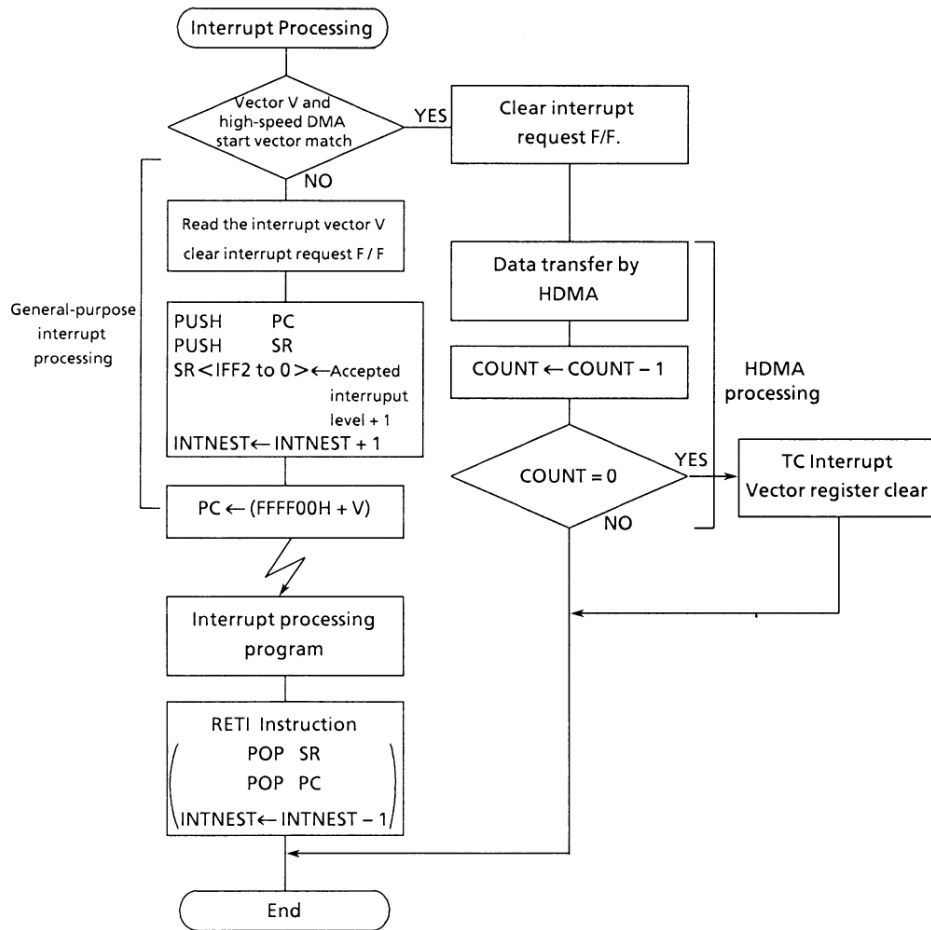 Interrupt Processing
Vector V and
high-speed DMA
start vector match
YES
NO
Clear interrupt
request F/F.
Read the interrupt vector V
clear interrupt request F / F
General-purpose
interrupt
processing
PUSH PC
PUSH SR
SR<IFF2 to 0>←Accepted
interruput
level + 1
INTNEST← INTNEST + 1
PC ← (FFFF00H + V)
Interrupt processing
program
RETI Instruction
POP SR
POP PC
INTNEST← INTNEST – 1
Data transfer by
HDMA
COUNT ← COUNT – 1
HDMA
processing
COUNT = 0
YES
NO
TC Interrupt
Vector register clear
End